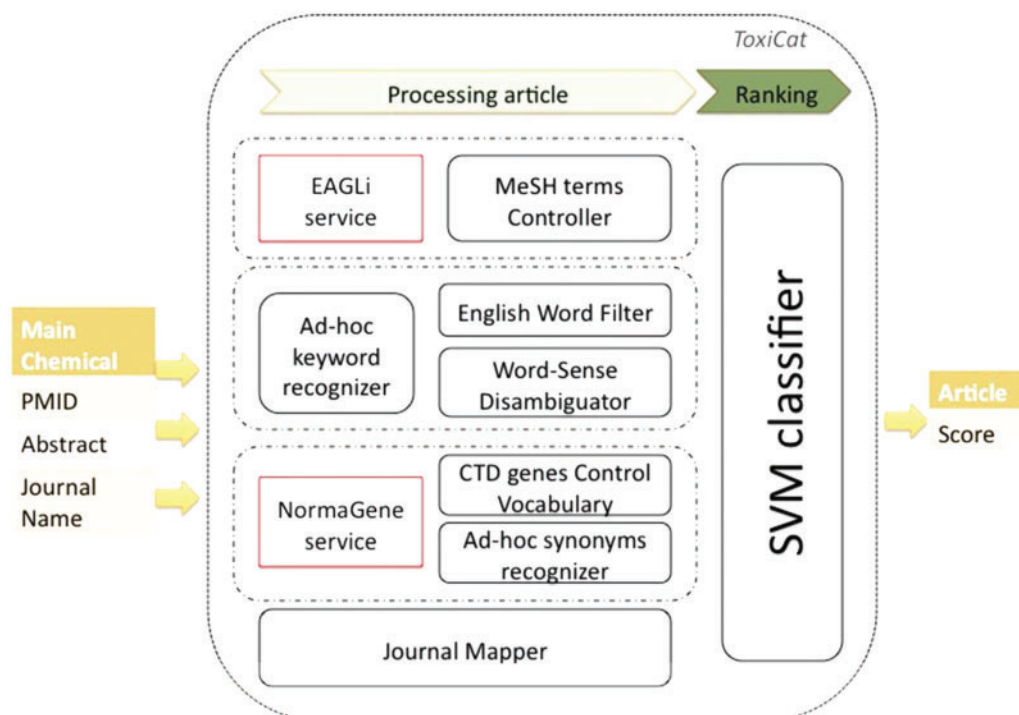 ToxiCat
Processing article
Ranking
EAGLi
service
MeSH terms
Controller
Ad-hoc
keyword
recognizer
English Word Filter
Word-Sense
Disambiguator
NormaGene
service
CTD genes Control
Vocabulary
Ad-hoc synonyms
recognizer
Journal Mapper
SVM classifier
Main
Chemical
PMID
Abstract
Journal
Name
Article
Score